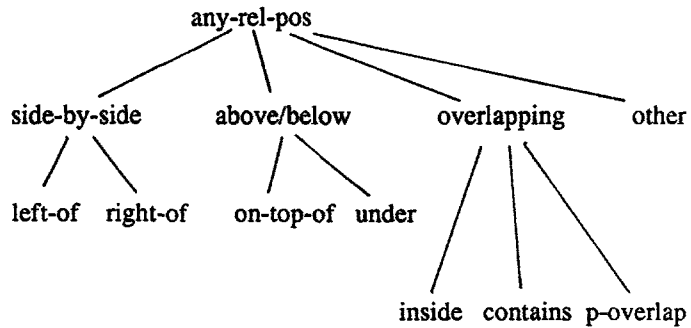 any-rel-pos
side-by-side above/below overlapping other
left-of right-of on-top-of under
inside contains p-overlap